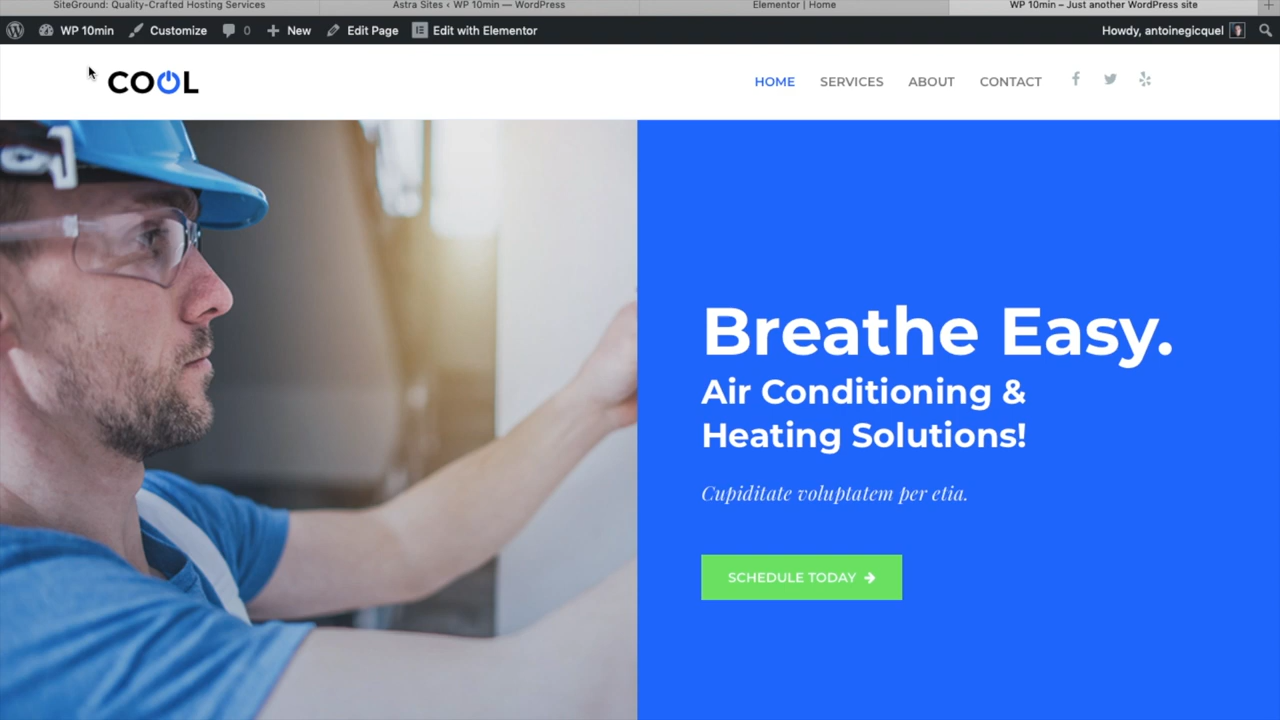 SiteGround: Quality-Crafted Hosting Services
Astra Sites ‹ WP 10min — WordPress
Elementor | Home
WP 10min – Just another WordPress site
WP 10min
Customize
0
New
Edit Page
Edit with Elementor
Howdy, antoinegicquel
COOL
HOME
SERVICES
ABOUT
CONTACT
Breathe Easy.
Air Conditioning &
Heating Solutions!
Cupiditate voluptatem per etia.
SCHEDULE TODAY